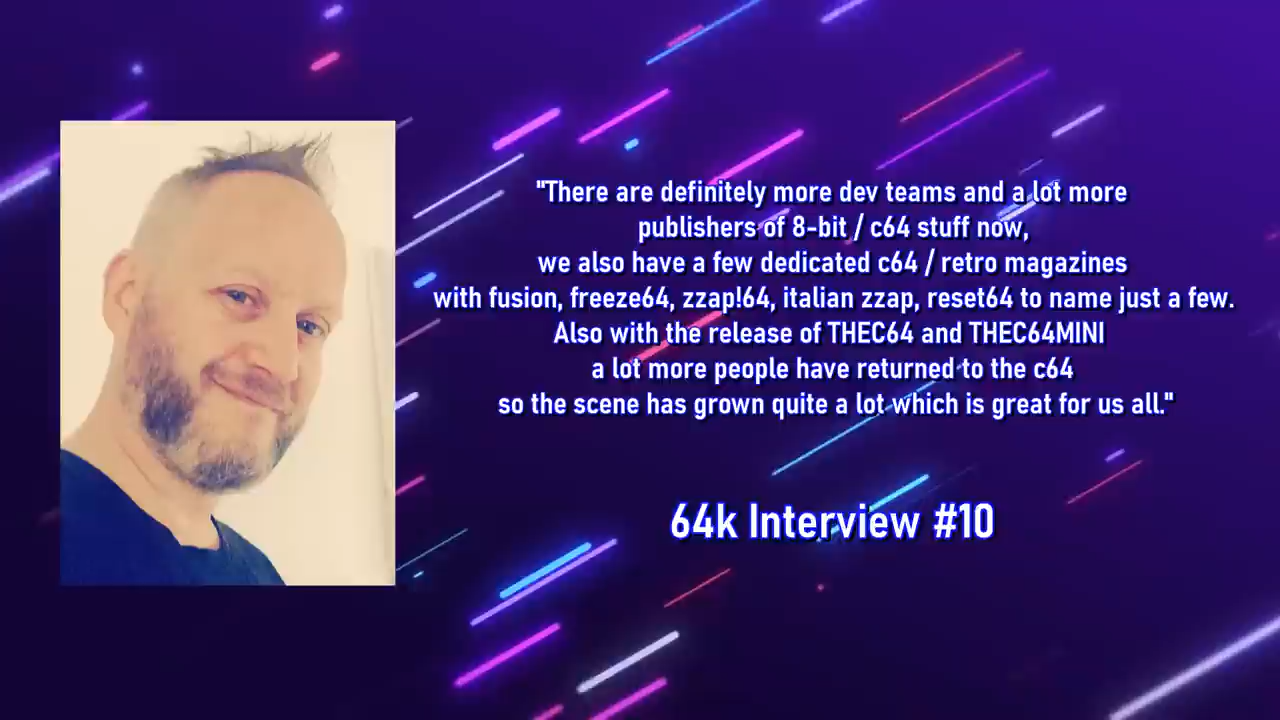 "There are definitely more dev teams and a lot more
publishers of 8-bit / c64 stuff now,
we also have a few dedicated c64 / retro magazines
with fusion, freeze64, zzap!64, italian zzap, reset64 to name just a few.
Also with the release of THEC64 and THEC64MINI
a lot more people have returned to the c64
so the scene has grown quite a lot which is great for us all."
64k Interview #10